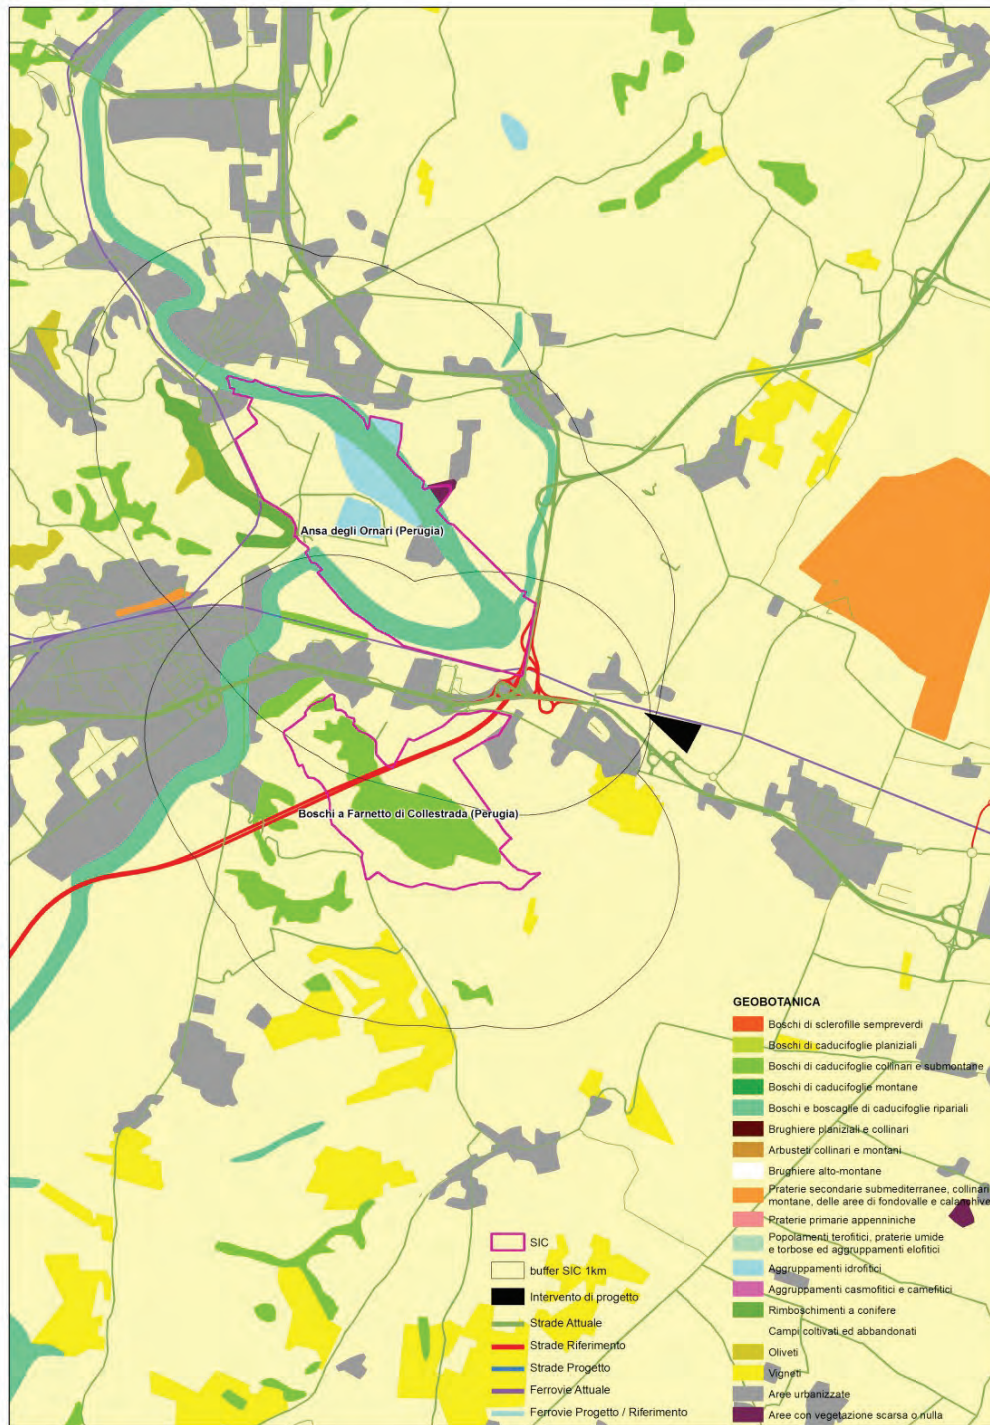 Ansa degli Ornari (Perugia)
Boschi a Farnetto di Collestrada (Perugia)
GEOBOTANICA
Boschi di sclerofille sempreverdi
Boschi di caducifoglie planiziali
Boschi di caducifoglie collinari e submontane
Boschi di caducifoglie montane
Boschi e boscaglie di caducifoglie ripariali
Brughiere planiziali e collinari
Arbusteti collinari e montani
Brughiere alto-montane
Praterie secondarie submediterranee, collinari
montane, delle aree di fondovalle e calanchive
Praterie primarie appenniniche
Popolamenti terofitici, praterie umide
e torbose ed aggruppamenti elofitici
Aggruppamenti idrofitici
Aggruppamenti casmofitici e camefitici
Rimboschimenti a conifere
Campi coltivati ed abbandonati
Oliveti
Vigneti
Aree urbanizzate
Aree con vegetazione scarsa o nulla
SIC
buffer SIC 1km
Intervento di progetto
Strade Attuale
Strade Riferimento
Strade Progetto
Ferrovie Attuale
Ferrovie Progetto / Riferimento